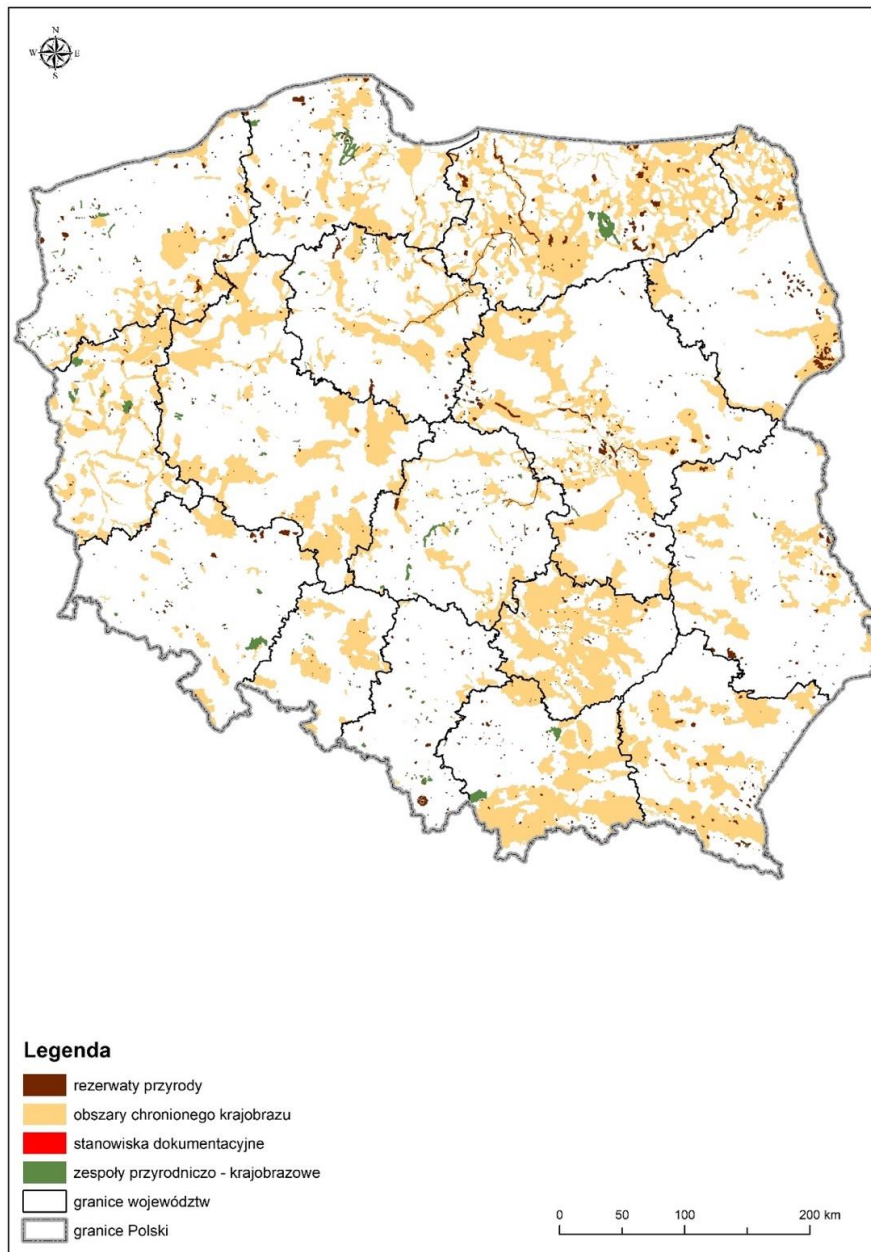 N
W E
S
Legenda
rezerwaty przyrody
obszary chronionego krajobrazu
stanowiska dokumentacyjne
zespoły przyrodniczo - krajobrazowe
granice województw
granice Polski
0 50 100 200 km